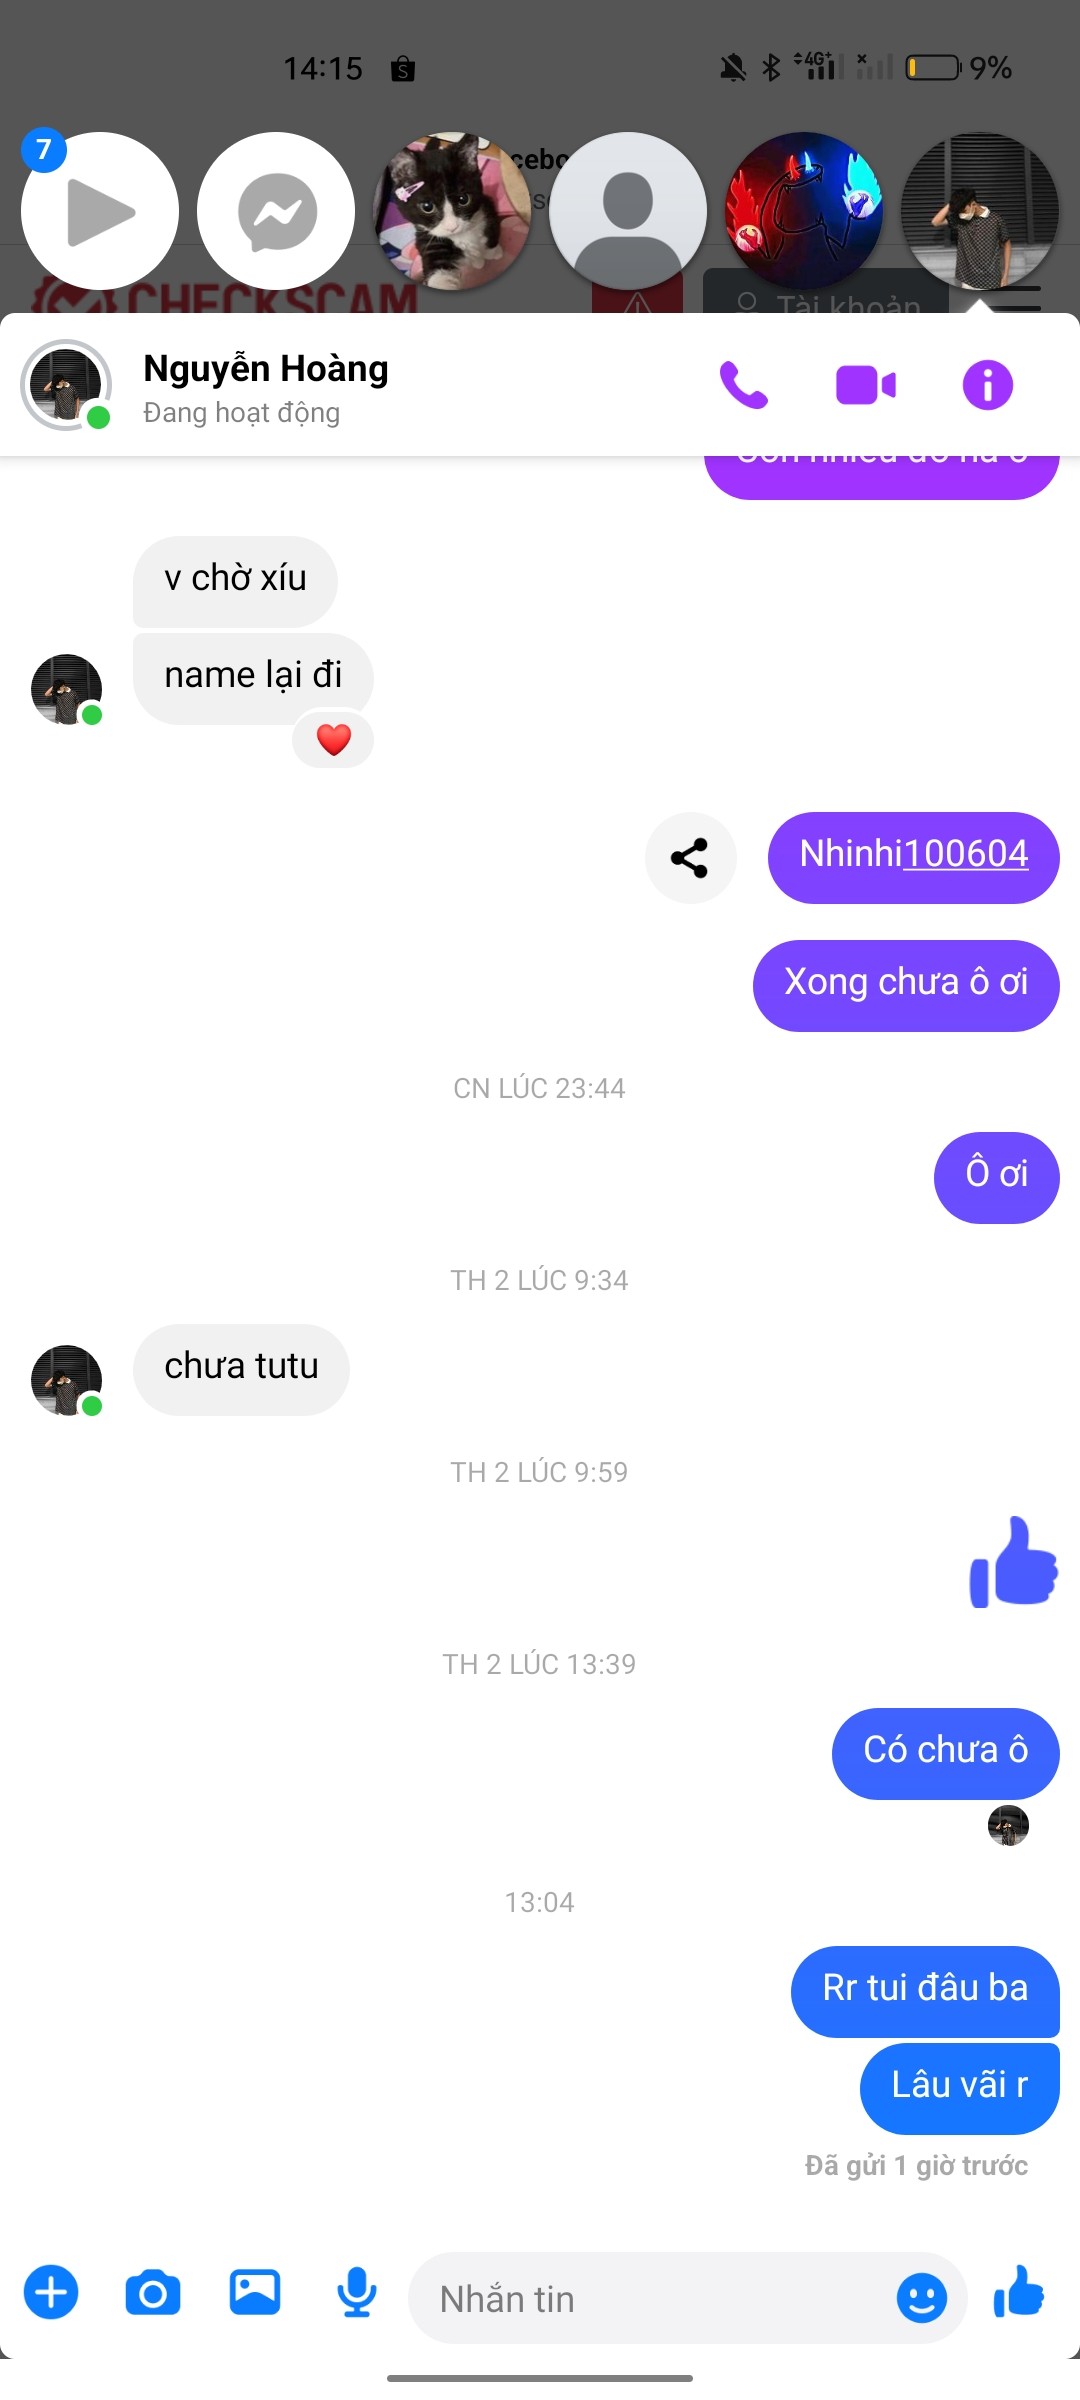 14:15
4G+
9%
7
cebo
CHECKSCAM
Tài khoản
Nguyễn Hoàng
Đang hoạt động
v chờ xíu
name lại đi
Nhinhi100604
Xong chưa ô ơi
CN LÚC 23:44
Ô ơi
TH 2 LÚC 9:34
chưa tutu
TH 2 LÚC 9:59
TH 2 LÚC 13:39
Có chưa ô
13:04
Rr tui đâu ba
Lâu vãi r
Đã gửi 1 giờ trước
Nhắn tin